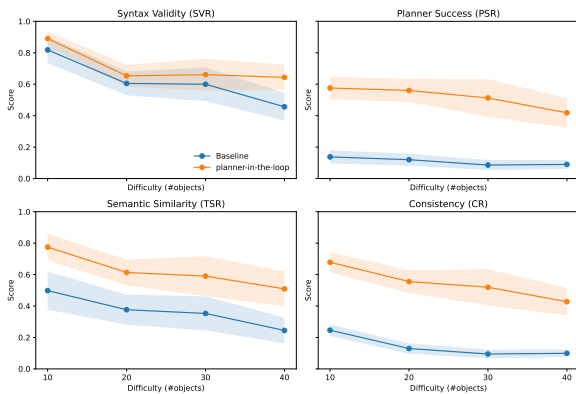 Syntax Validity (SVR)
Planner Success (PSR)
1.0
0.8
0.6
0.4
0.2
0.0
Score
Baseline
planner-in-the-loop
Difficulty (#objects)
Score
Difficulty (#objects)
Semantic Similarity (TSR)
Consistency (CR)
1.0
0.8
0.6
0.4
0.2
0.0
Score
10
20
30
40
Difficulty (#objects)
Score
10
20
30
40
Difficulty (#objects)